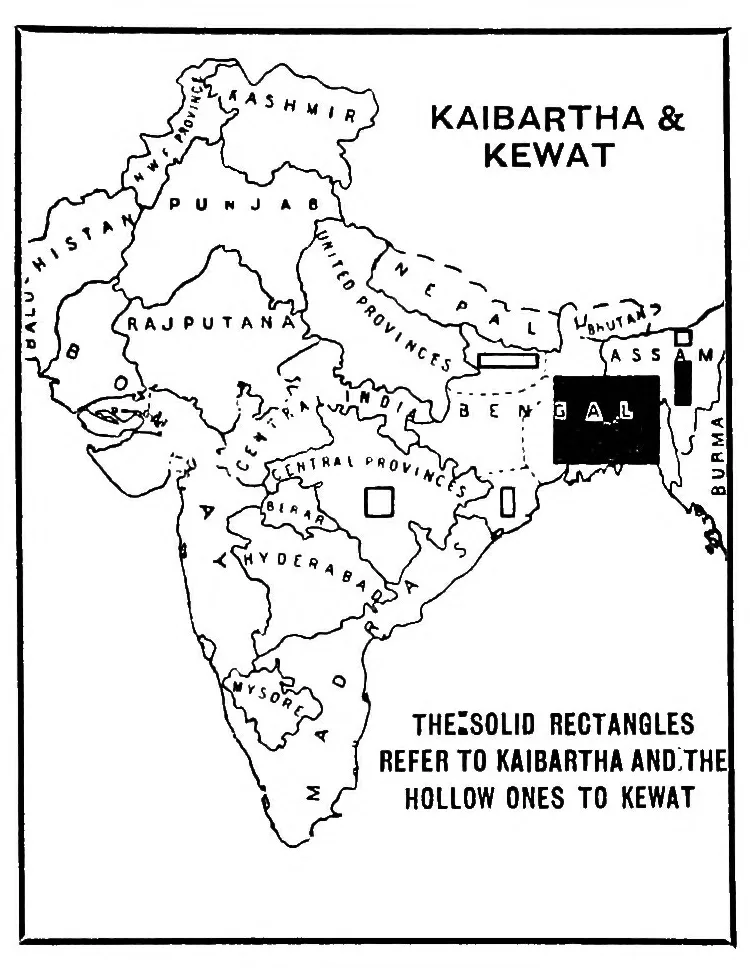 KAIBARTHA &
KEWAT
KASHMIR
N W F PROVINCE
PUNJAB
BALUCHISTAN
UNITED PROVINCES
NEPAL
BHUTAN
RAJPUTANA
ASSAM
BOMBAY
CENTRAL INDIA
BENGAL
BURMA
CENTRAL PROVINCES
BERAR
HYDERABAD
MADRAS
MYSORE
THE SOLID RECTANGLES
REFER TO KAIBARTHA AND THE
HOLLOW ONES TO KEWAT